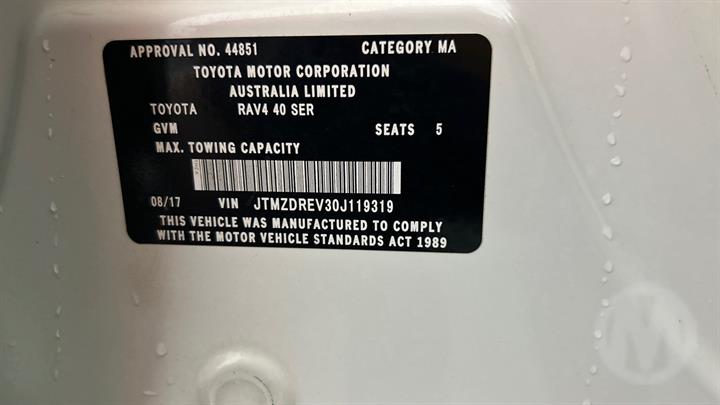 APPROVAL NO. 44851 CATEGORY MA
TOYOTA MOTOR CORPORATION
AUSTRALIA LIMITED
TOYOTA RAV4 40 SER
GVM SEATS 5
MAX. TOWING CAPACITY
08/17 VIN JTMZDREV30J119319
THIS VEHICLE WAS MANUFACTURED TO COMPLY
WITH THE MOTOR VEHICLE STANDARDS ACT 1989
M